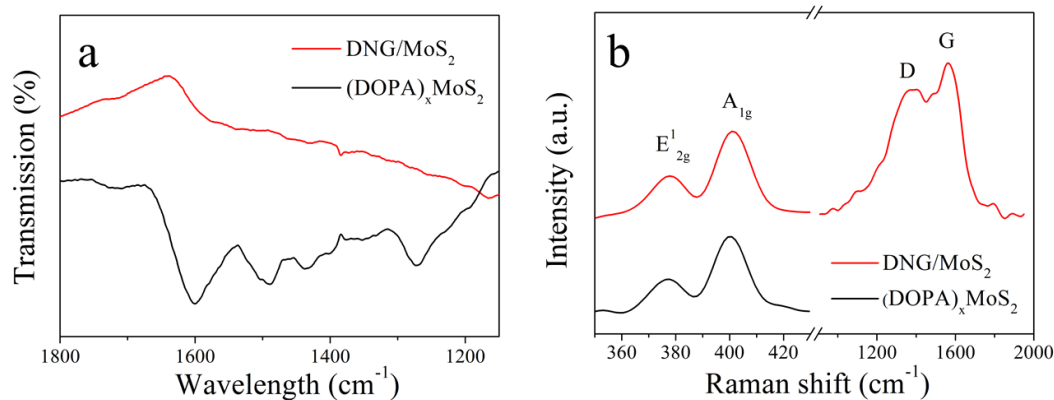 a
DNG/MoS2
(DOPA)xMoS2
Transmission (%)
1800 1600 1400 1200
Wavelength (cm-1)
b
G
D
A1g
E12g
DNG/MoS2
(DOPA)xMoS2
Intensity (a.u.)
360 380 400 420 1200 1600 2000
Raman shift (cm-1)